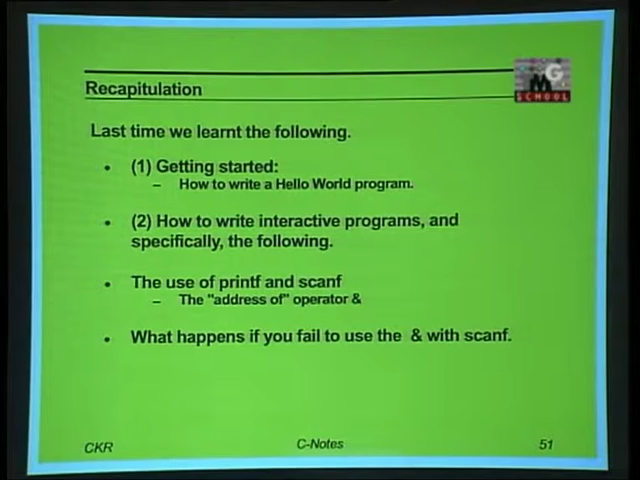 Recapitulation
G
M
SCHOOL
Last time we learnt the following.
• (1) Getting started:
– How to write a Hello World program.
• (2) How to write interactive programs, and
specifically, the following.
• The use of printf and scanf
– The "address of" operator &
• What happens if you fail to use the & with scanf.
CKR
C-Notes
51